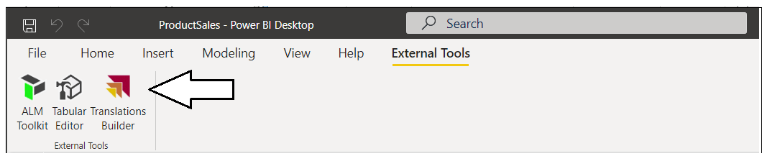 ProductSales - Power BI Desktop
Search
File Home Insert Modeling View Help External Tools
ALM Toolkit
Tabular Editor
Translations Builder
External Tools